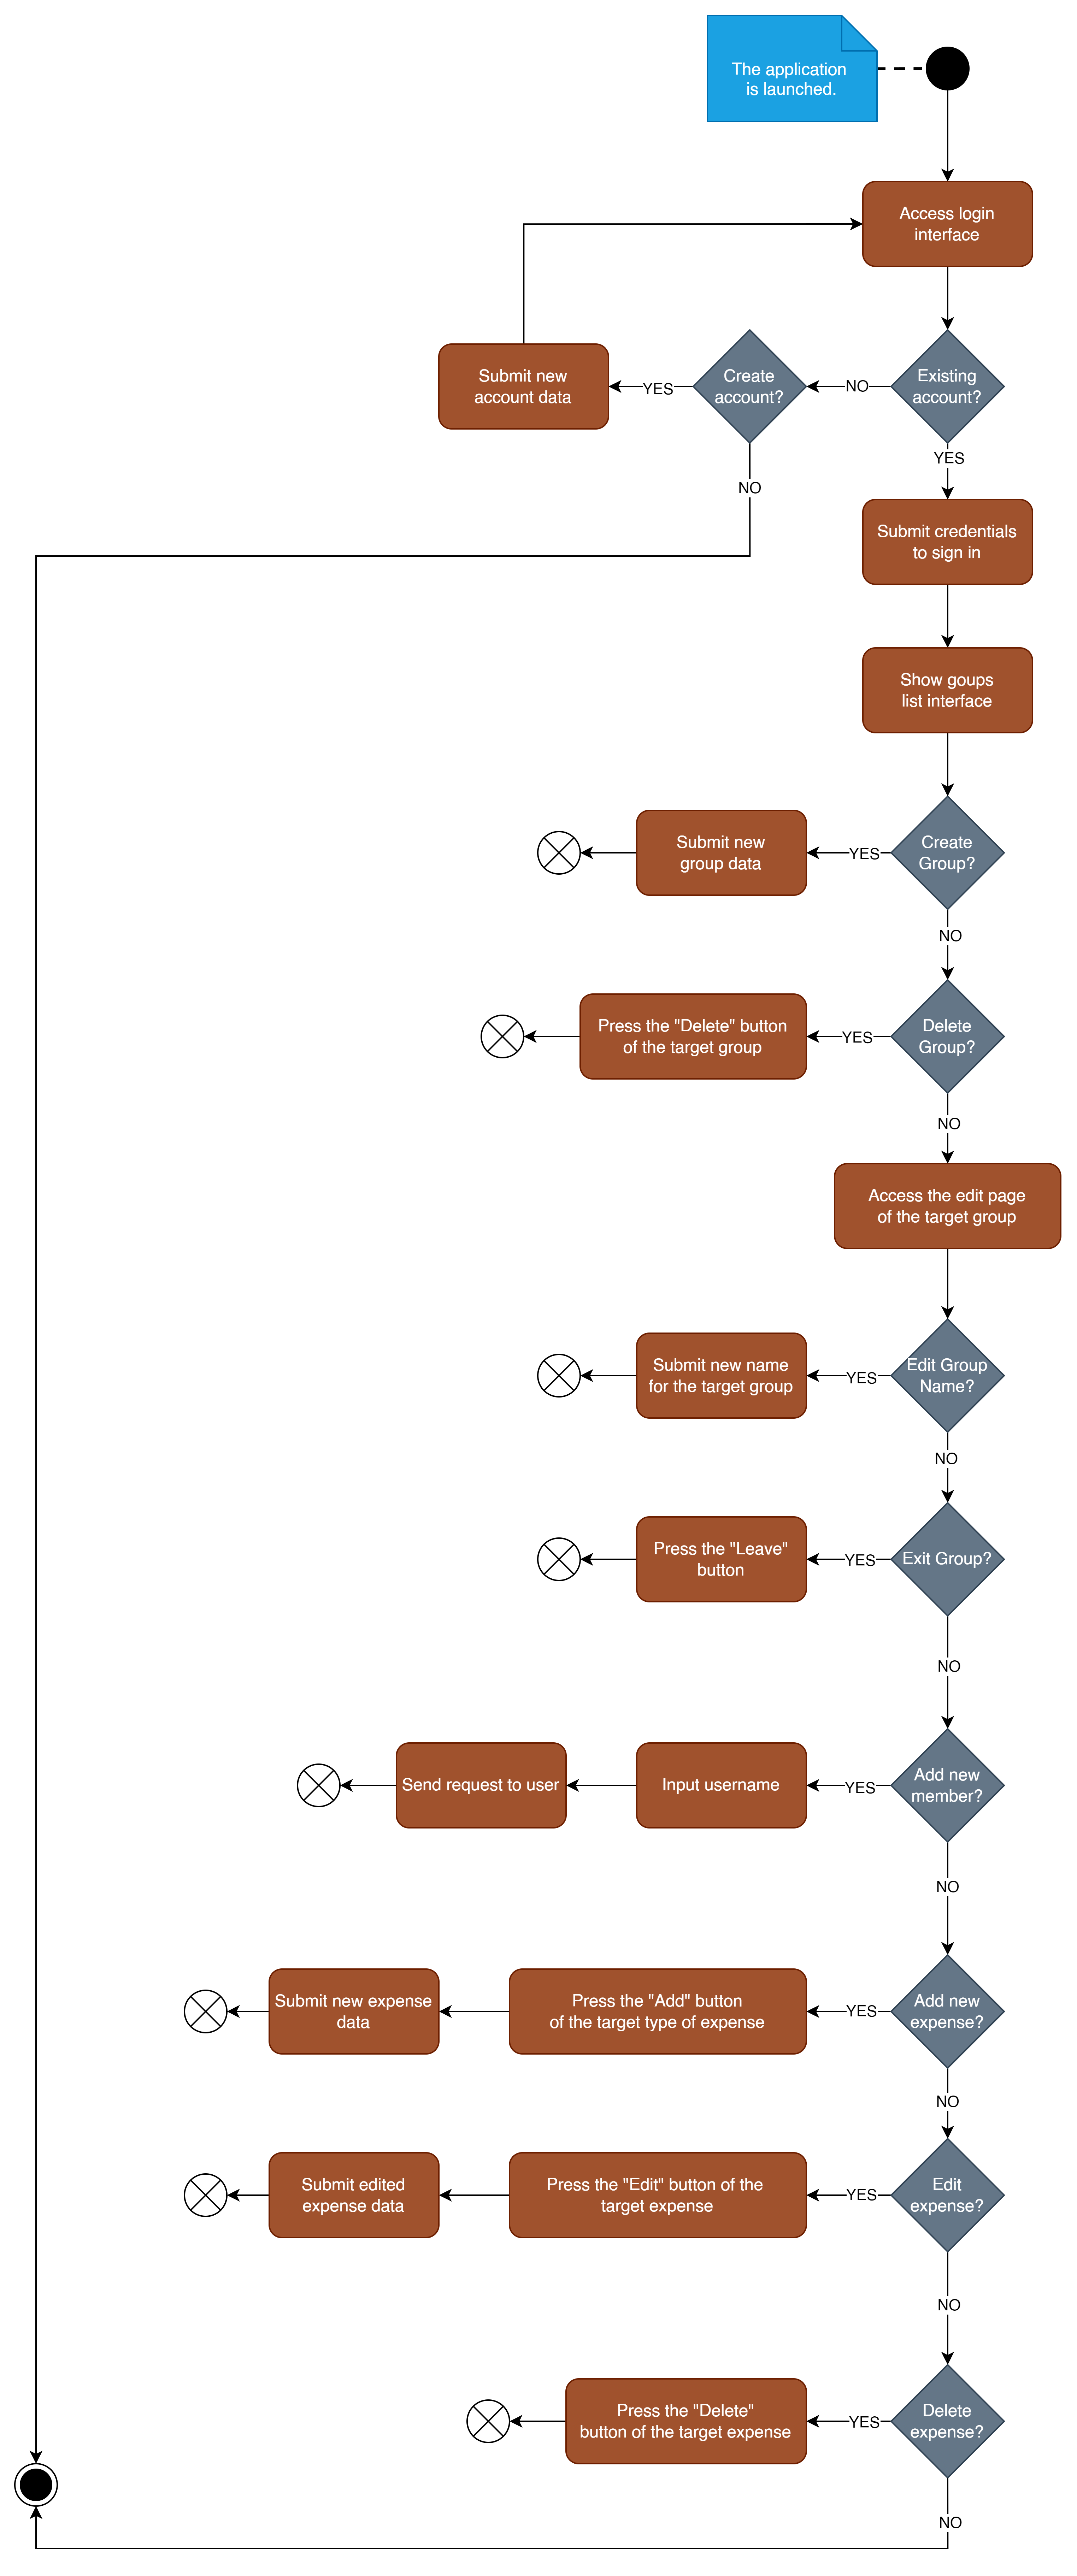 The application
is launched.
Access login
interface
Submit new
account data
YES
Create
account?
NO
Existing
account?
YES
NO
Submit credentials
to sign in
Show goups
list interface
Submit new
group data
YES
Create
Group?
NO
Press the "Delete" button
of the target group
YES
Delete
Group?
NO
Access the edit page
of the target group
Submit new name
for the target group
YES
Edit Group
Name?
NO
Press the "Leave"
button
YES
Exit Group?
NO
Send request to user
Input username
YES
Add new
member?
NO
Submit new expense
data
Press the "Add" button
of the target type of expense
YES
Add new
expense?
NO
Submit edited
expense data
Press the "Edit" button of the
target expense
YES
Edit
expense?
NO
Press the "Delete"
button of the target expense
YES
Delete
expense?
NO